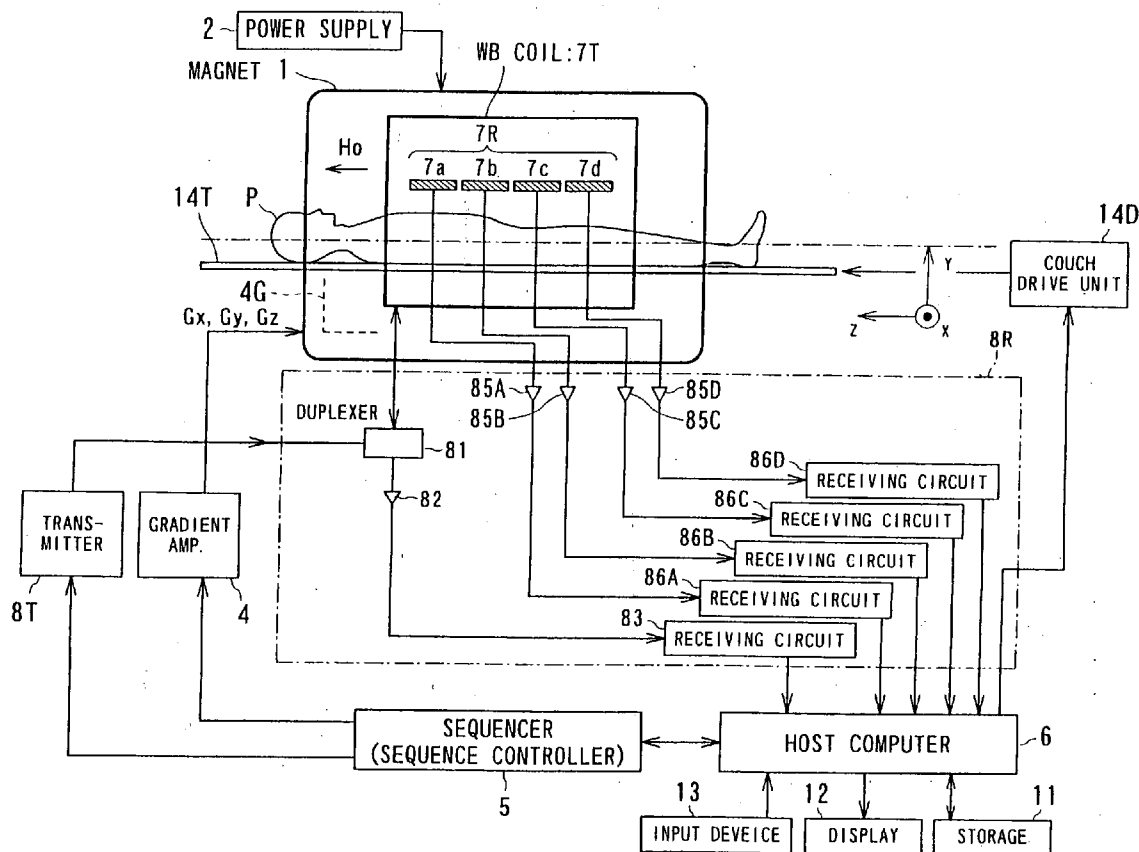 2
POWER SUPPLY
WB COIL:7T
MAGNET 1
7R
Ho
7a 7b 7c 7d
P
14T
14D
COUCH
DRIVE UNIT
Y
Z
X
4G
Gx, Gy, Gz
8R
85A
85B
85D
85C
DUPLEXER
81
82
86D
RECEIVING CIRCUIT
86C
RECEIVING CIRCUIT
86B
RECEIVING CIRCUIT
86A
RECEIVING CIRCUIT
83
RECEIVING CIRCUIT
TRANS-
MITTER
8T
GRADIENT
AMP.
4
SEQUENCER
(SEQUENCE CONTROLLER)
5
HOST COMPUTER
6
13
INPUT DEVEICE
12
DISPLAY
11
STORAGE